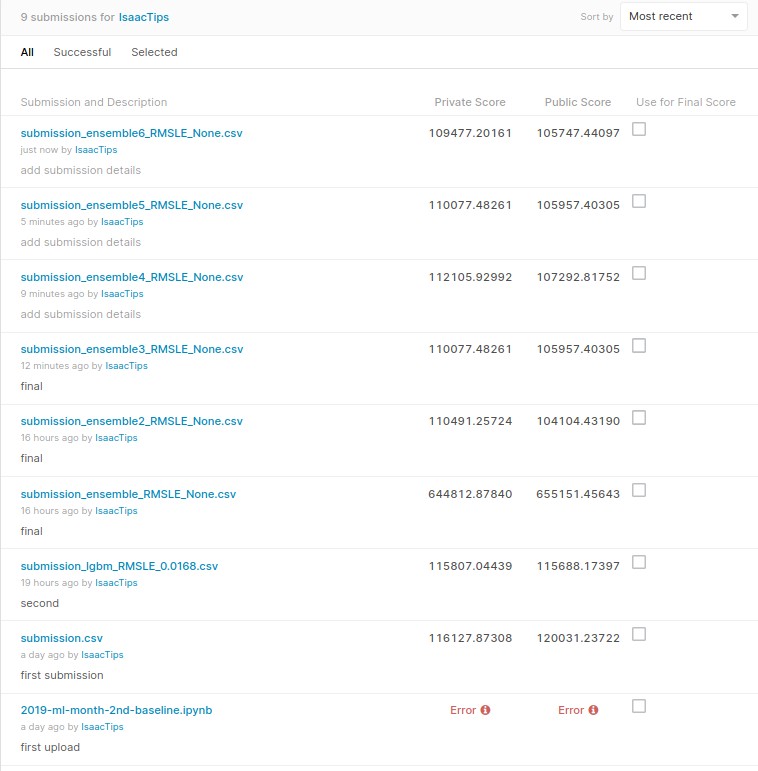 9 submissions for IsaacTips Sort by Most recent
All Successful Selected
Submission and Description Private Score Public Score Use for Final Score
submission_ensemble6_RMSLE_None.csv 109477.20161 105747.44097
just now by IsaacTips
add submission details
submission_ensemble5_RMSLE_None.csv 110077.48261 105957.40305
5 minutes ago by IsaacTips
add submission details
submission_ensemble4_RMSLE_None.csv 112105.92992 107292.81752
9 minutes ago by IsaacTips
add submission details
submission_ensemble3_RMSLE_None.csv 110077.48261 105957.40305
12 minutes ago by IsaacTips
final
submission_ensemble2_RMSLE_None.csv 110491.25724 104104.43190
16 hours ago by IsaacTips
final
submission_ensemble_RMSLE_None.csv 644812.87840 655151.45643
16 hours ago by IsaacTips
final
submission_lgbm_RMSLE_0.0168.csv 115807.04439 115688.17397
19 hours ago by IsaacTips
second
submission.csv 116127.87308 120031.23722
a day ago by IsaacTips
first submission
2019-ml-month-2nd-baseline.ipynb Error Error
a day ago by IsaacTips
first upload